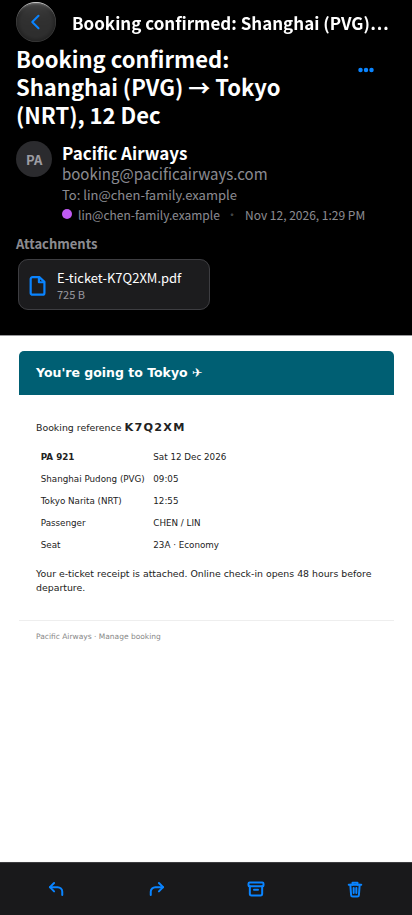 Booking confirmed: Shanghai (PVG)...
Booking confirmed:
Shanghai (PVG) → Tokyo
(NRT), 12 Dec
PA
Pacific Airways
booking@pacificairways.com
To: lin@chen-family.example
lin@chen-family.example • Nov 12, 2026, 1:29 PM
Attachments
E-ticket-K7Q2XM.pdf
725 B
You're going to Tokyo ✈
Booking reference K7Q2XM
PA 921 Sat 12 Dec 2026
Shanghai Pudong (PVG) 09:05
Tokyo Narita (NRT) 12:55
Passenger CHEN / LIN
Seat 23A · Economy
Your e-ticket receipt is attached. Online check-in opens 48 hours before
departure.
Pacific Airways · Manage booking